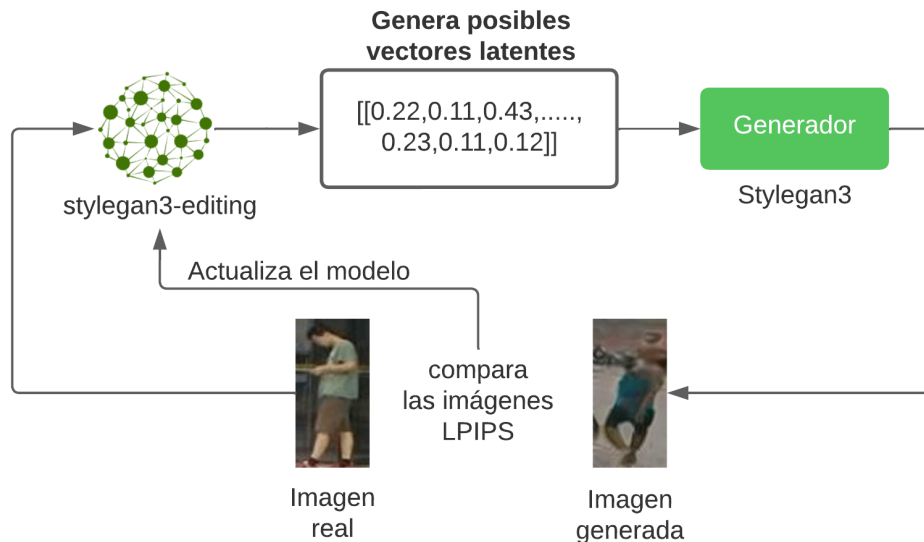 Genera posibles
vectores latentes
[[0.22,0.11,0.43,.....,
0.23,0.11,0.12]]
Generador
Stylegan3
stylegan3-editing
Actualiza el modelo
compara
las imágenes
LPIPS
Imagen
real
Imagen
generada